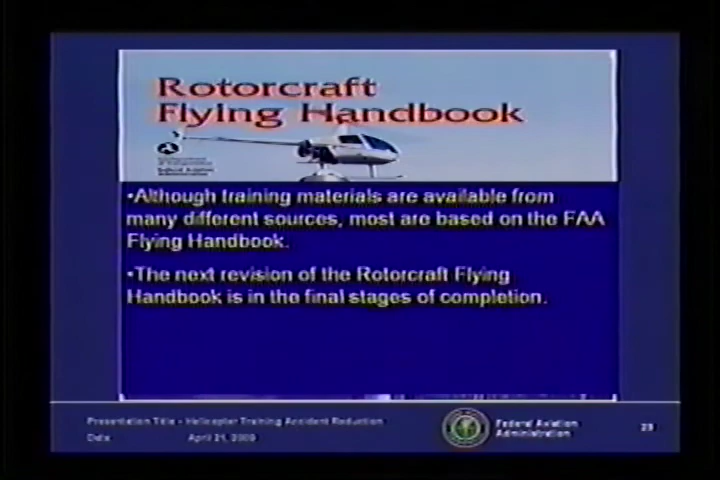 Rotorcraft
Flying Handbook
•Although training materials are available from
many different sources, most are based on the FAA
Flying Handbook.
•The next revision of the Rotorcraft Flying
Handbook is in the final stages of completion.
Presentation Title - Helicopter Training Accident Reduction
Date April 21, 2009
Federal Aviation
Administration